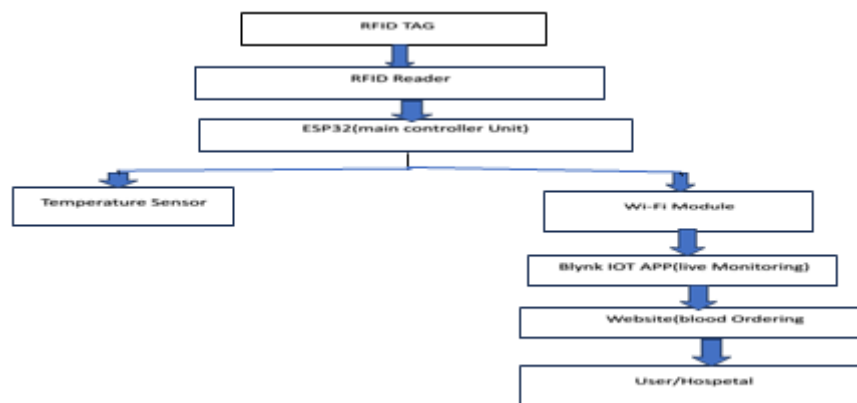 RFID TAG
RFID Reader
ESP32(main controller Unit)
Temperature Sensor
Wi-Fi Module
Blynk IOT APP(live Monitoring)
Website(blood Ordering
User/Hospetal